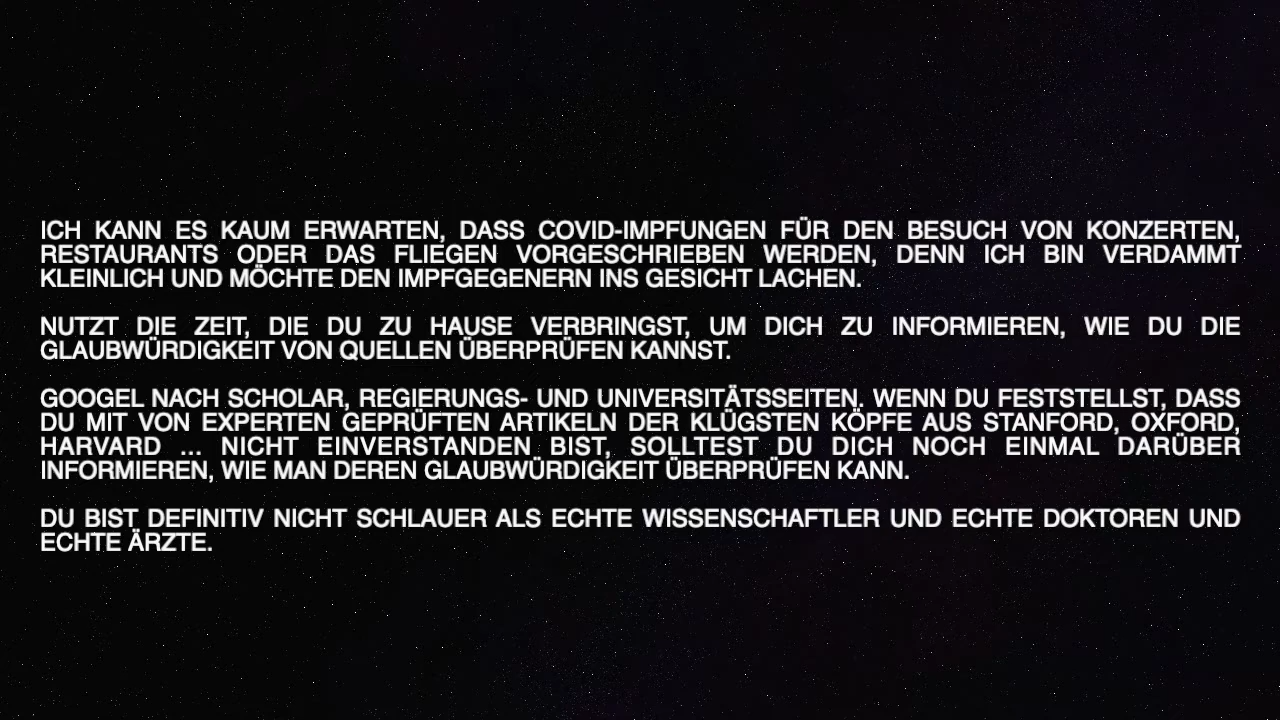 ICH KANN ES KAUM ERWARTEN, DASS COVID-IMPFUNGEN FÜR DEN BESUCH VON KONZERTEN,
RESTAURANTS ODER DAS FLIEGEN VORGESCHRIEBEN WERDEN, DENN ICH BIN VERDAMMT
KLEINLICH UND MÖCHTE DEN IMPFGEGENERN INS GESICHT LACHEN.
NUTZT DIE ZEIT, DIE DU ZU HAUSE VERBRINGST, UM DICH ZU INFORMIEREN, WIE DU DIE
GLAUBWÜRDIGKEIT VON QUELLEN ÜBERPRÜFEN KANNST.
GOOGEL NACH SCHOLAR, REGIERUNGS- UND UNIVERSITÄTSSEITEN. WENN DU FESTSTELLST, DASS
DU MIT VON EXPERTEN GEPRÜFTEN ARTIKELN DER KLÜGSTEN KÖPFE AUS STANFORD, OXFORD,
HARVARD ... NICHT EINVERSTANDEN BIST, SOLLTEST DU DICH NOCH EINMAL DARÜBER
INFORMIEREN, WIE MAN DEREN GLAUBWÜRDIGKEIT ÜBERPRÜFEN KANN.
DU BIST DEFINITIV NICHT SCHLAUER ALS ECHTE WISSENSCHAFTLER UND ECHTE DOKTOREN UND
ECHTE ÄRZTE.